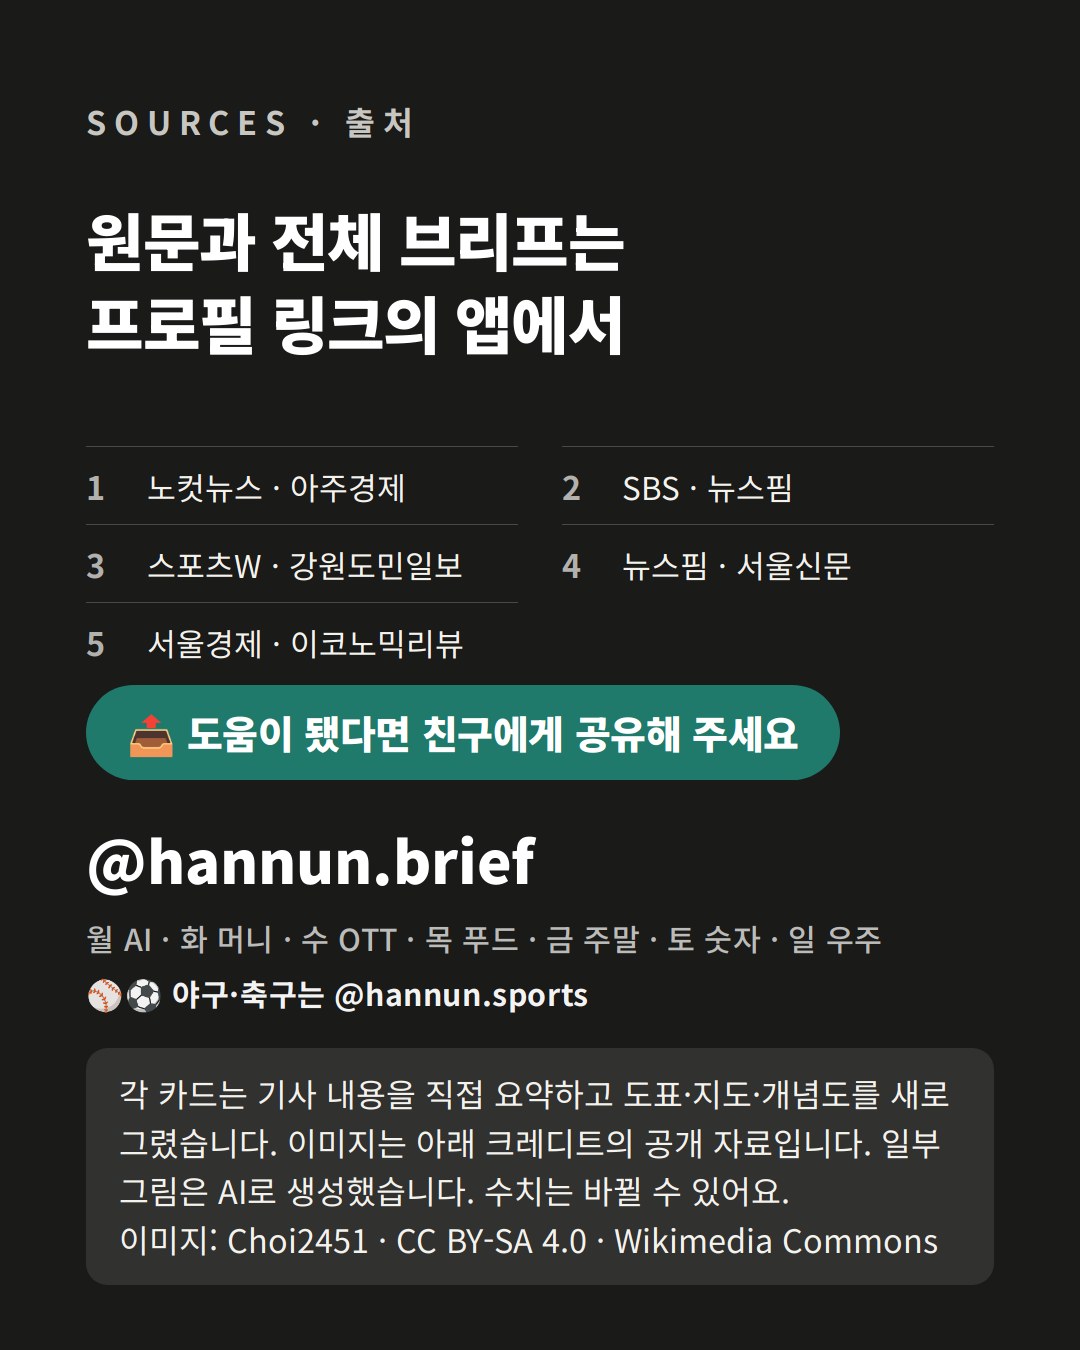 SOURCES · 출처
원문과 전체 브리프는
프로필 링크의 앱에서
1 노컷뉴스 · 아주경제
2 SBS · 뉴스핌
3 스포츠W · 강원도민일보
4 뉴스핌 · 서울신문
5 서울경제 · 이코노믹리뷰
📤 도움이 됐다면 친구에게 공유해 주세요
@hannun.brief
월 AI · 화 머니 · 수 OTT · 목 푸드 · 금 주말 · 토 숫자 · 일 우주
⚾⚽ 야구·축구는 @hannun.sports
각 카드는 기사 내용을 직접 요약하고 도표·지도·개념도를 새로
그렸습니다. 이미지는 아래 크레디트의 공개 자료입니다. 일부
그림은 AI로 생성했습니다. 수치는 바뀔 수 있어요.
이미지: Choi2451 · CC BY-SA 4.0 · Wikimedia Commons